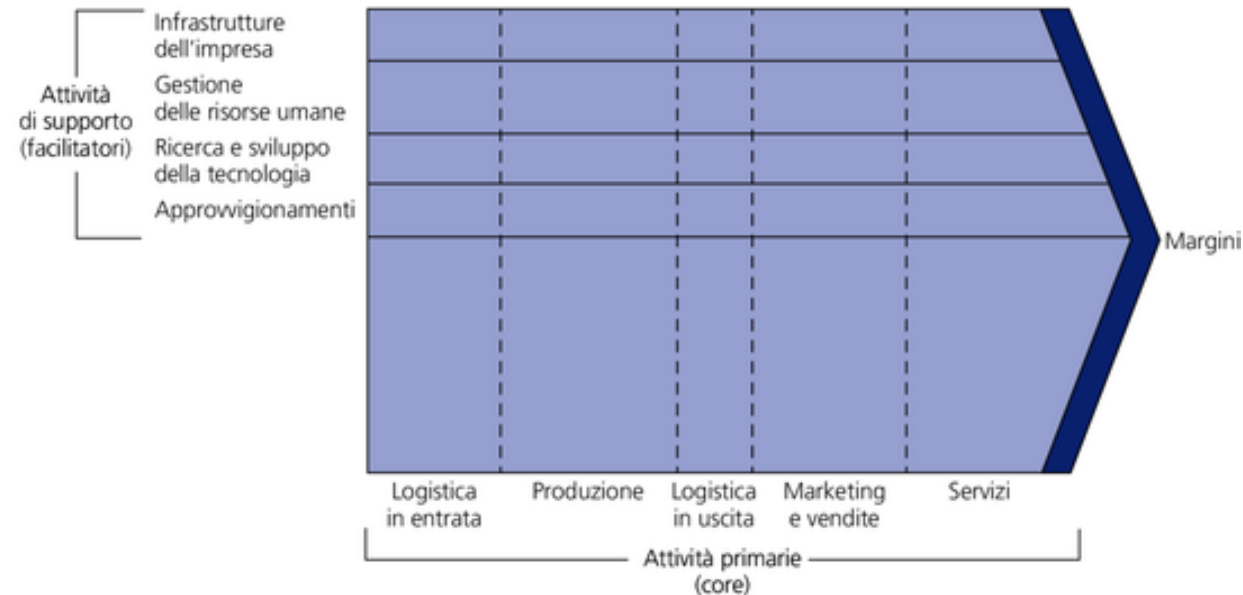 Infrastrutture
dell'impresa
Gestione
delle risorse umane
Ricerca e sviluppo
della tecnologia
Approvvigionamenti
Attività
di supporto
(facilitatori)
Margini
Logistica
in entrata
Produzione
Logistica
in uscita
Marketing
e vendite
Servizi
Attività primarie
(core)